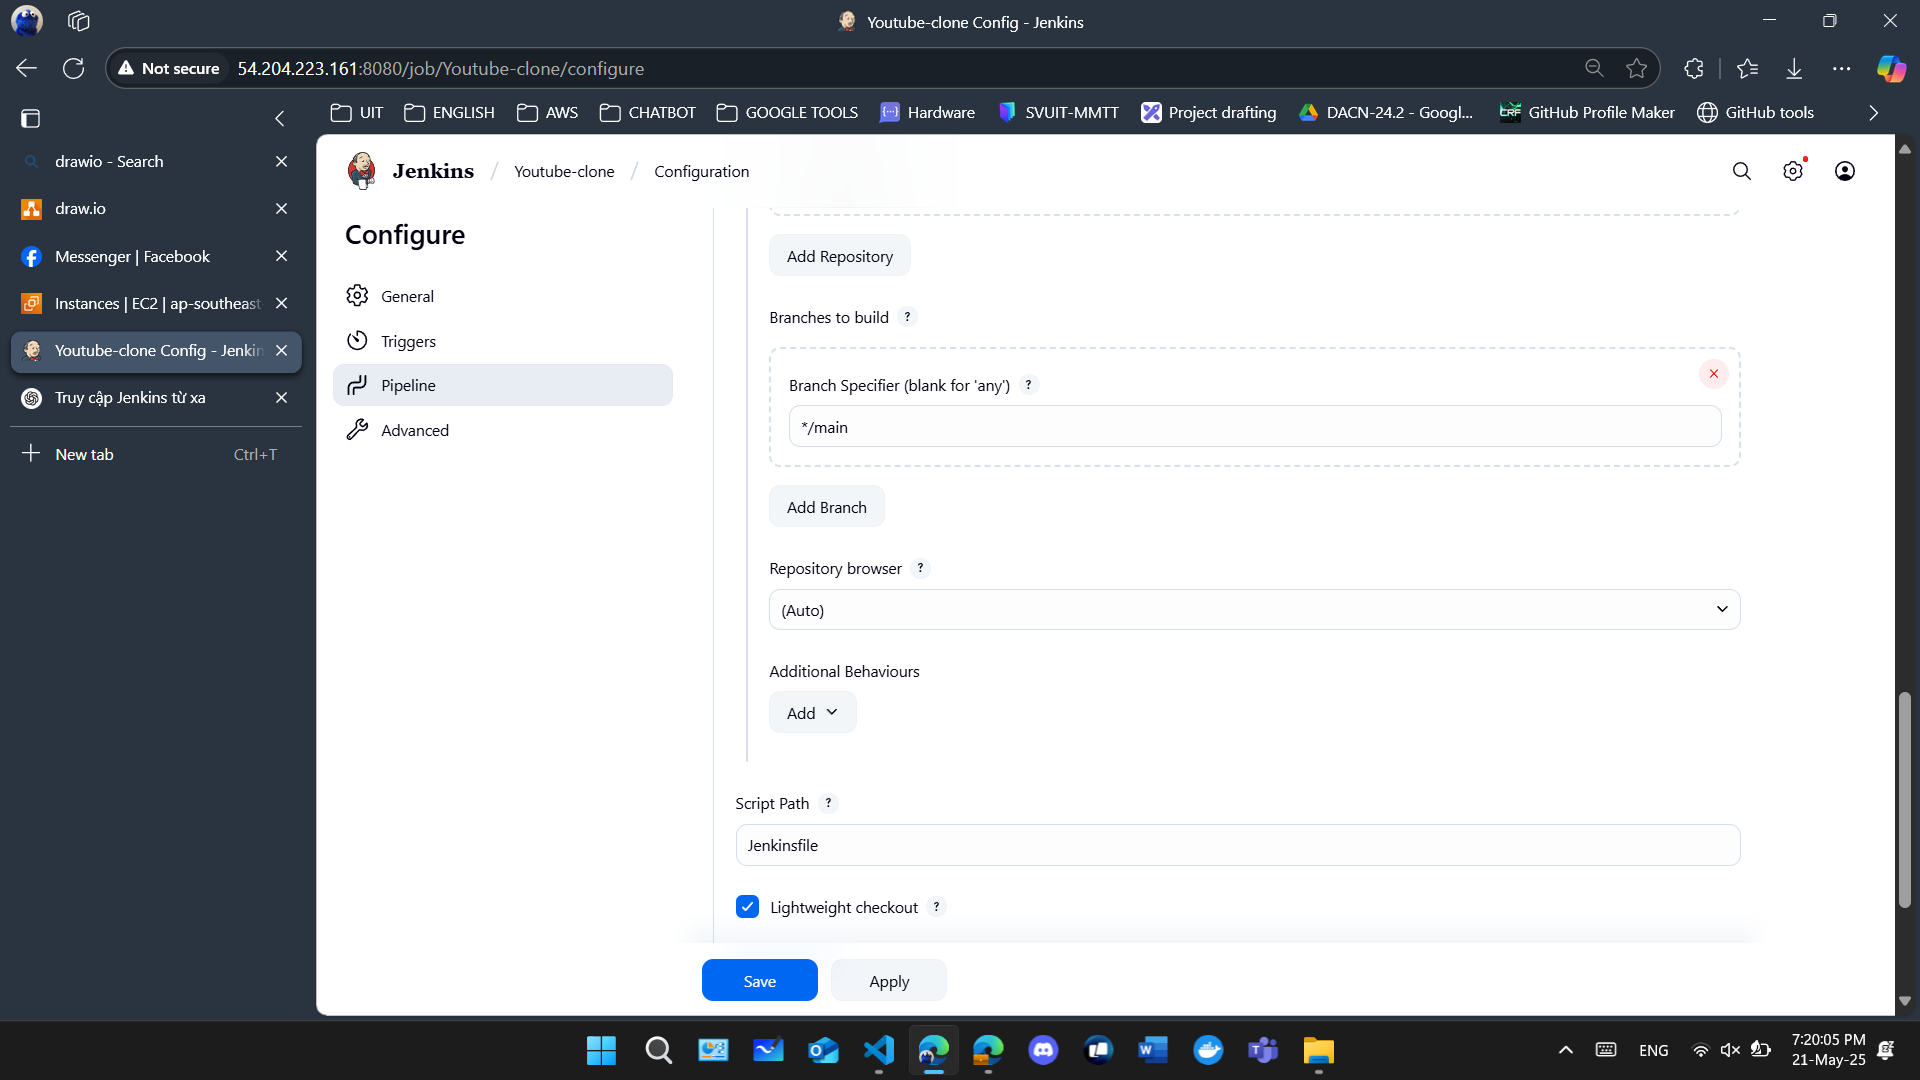 Youtube-clone Config - Jenkins
Not secure
54.204.223.161:8080/job/Youtube-clone/configure
UIT
ENGLISH
AWS
CHATBOT
GOOGLE TOOLS
Hardware
SVUIT-MMTT
Project drafting
DACN-24.2 - Googl...
GitHub Profile Maker
GitHub tools
drawio - Search
draw.io
Messenger | Facebook
Instances | EC2 | ap-southeast
Youtube-clone Config - Jenkin
Truy cập Jenkins từ xa
New tab
Ctrl+T
Jenkins / Youtube-clone / Configuration
Configure
General
Triggers
Pipeline
Advanced
Add Repository
Branches to build ?
Branch Specifier (blank for 'any') ?
*/main
Add Branch
Repository browser ?
(Auto)
Additional Behaviours
Add
Script Path ?
Jenkinsfile
Lightweight checkout ?
Save
Apply
ENG
7:20:05 PM
21-May-25